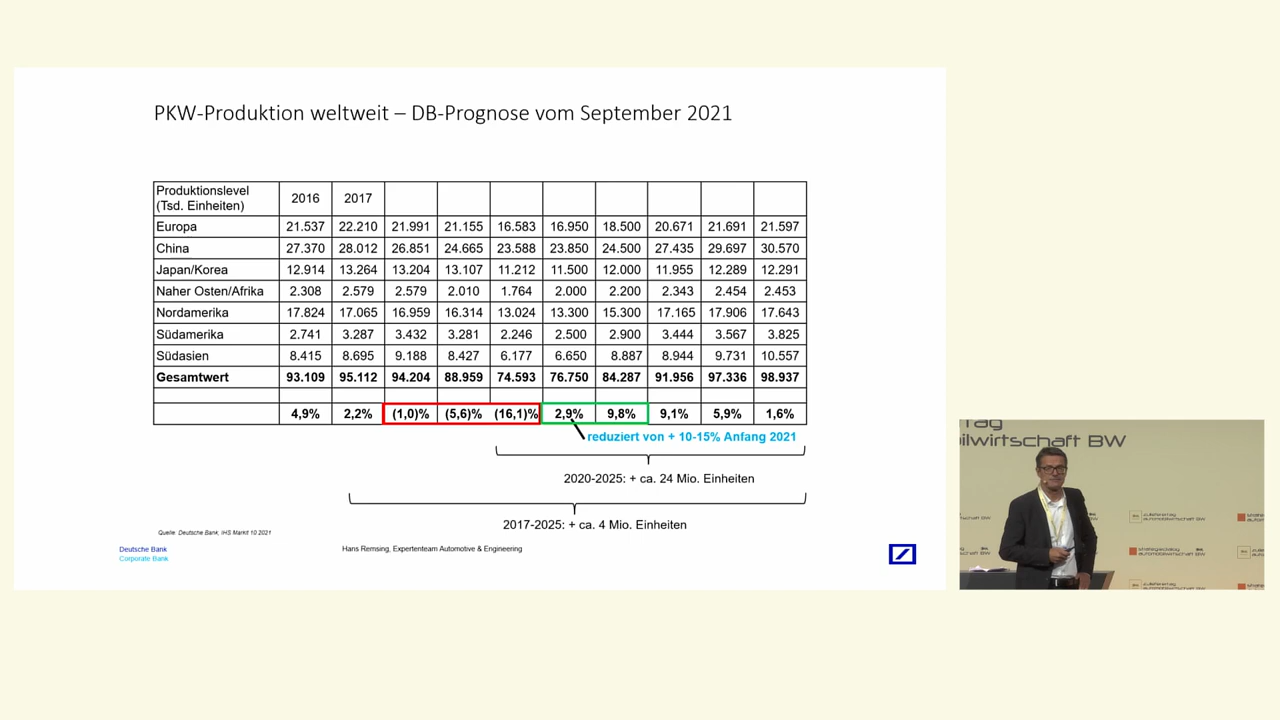 PKW-Produktion weltweit – DB-Prognose vom September 2021
Produktionslevel
(Tsd. Einheiten) 2016 2017
Europa 21.537 22.210 21.991 21.155 16.583 16.950 18.500 20.671 21.691 21.597
China 27.370 28.012 26.851 24.665 23.588 23.850 24.500 27.435 29.697 30.570
Japan/Korea 12.914 13.264 13.204 13.107 11.212 11.500 12.000 11.955 12.289 12.291
Naher Osten/Afrika 2.308 2.579 2.579 2.010 1.764 2.000 2.200 2.343 2.454 2.453
Nordamerika 17.824 17.065 16.959 16.314 13.024 13.300 15.300 17.165 17.906 17.643
Südamerika 2.741 3.287 3.432 3.281 2.246 2.500 2.900 3.444 3.567 3.825
Südasien 8.415 8.695 9.188 8.427 6.177 6.650 8.887 8.944 9.731 10.557
Gesamtwert 93.109 95.112 94.204 88.959 74.593 76.750 84.287 91.956 97.336 98.937
4,9% 2,2% (1,0)% (5,6)% (16,1)% 2,9% 9,8% 9,1% 5,9% 1,6%
reduziert von + 10-15% Anfang 2021
2020-2025: + ca. 24 Mio. Einheiten
2017-2025: + ca. 4 Mio. Einheiten
Quelle: Deutsche Bank, IHS Markit 10 2021
Deutsche Bank
Corporate Bank
Hans Remsing, Expertenteam Automotive & Engineering
Tag
ilwirtschaft BW